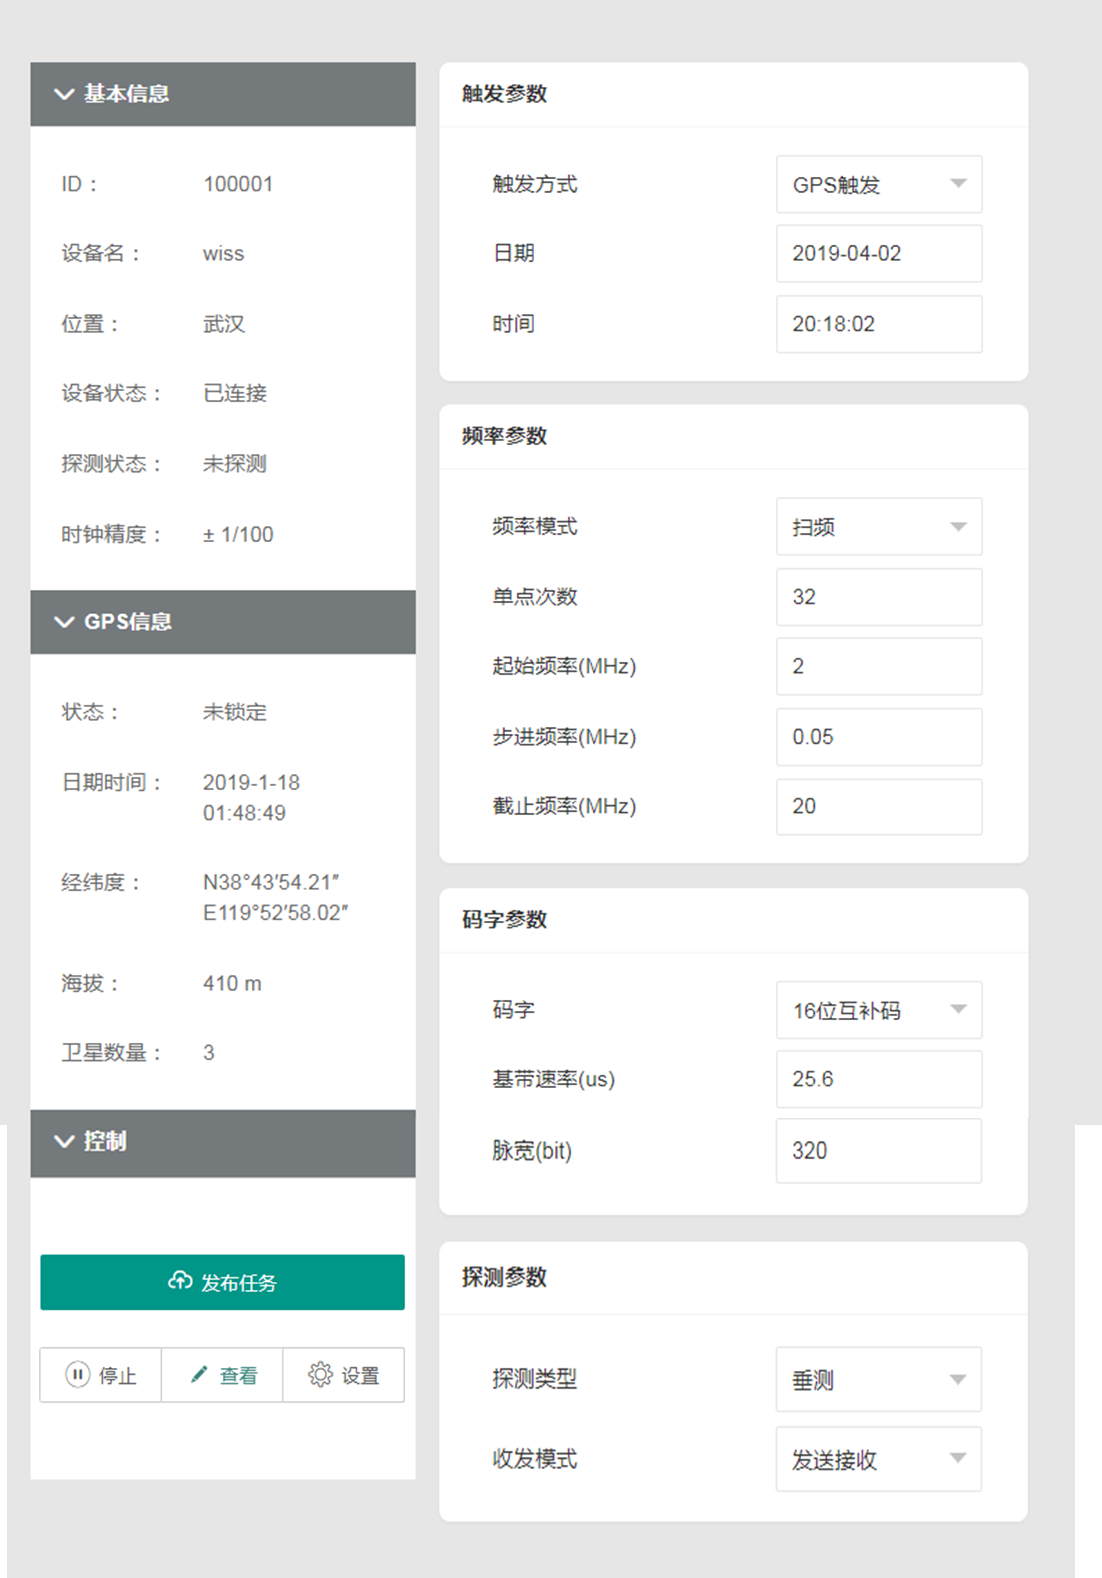 基本信息
ID： 100001
设备名： wiss
位置： 武汉
设备状态： 已连接
探测状态： 未探测
时钟精度： ± 1/100
GPS信息
状态： 未锁定
日期时间： 2019-1-18
01:48:49
经纬度： N38°43′54.21″
E119°52′58.02″
海拔： 410 m
卫星数量： 3
控制
发布任务
停止 查看 设置
触发参数
触发方式 GPS触发
日期 2019-04-02
时间 20:18:02
频率参数
频率模式 扫频
单点次数 32
起始频率(MHz) 2
步进频率(MHz) 0.05
截止频率(MHz) 20
码字参数
码字 16位互补码
基带速率(us) 25.6
脉宽(bit) 320
探测参数
探测类型 垂测
收发模式 发送接收